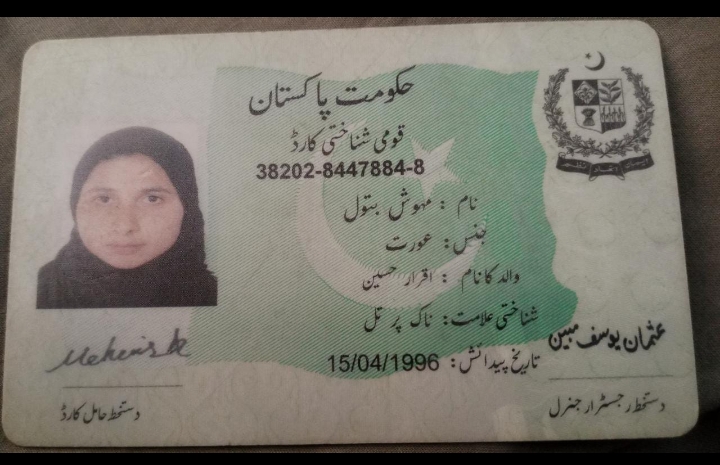 حکومت پاکستان
قومی شناختی کارڈ
38202-8447884-8
نام : مہوش بتول
جنس: عورت
والد کا نام : اقرار حسین
شناختی علامت: ناک پر تل
تاریخ پیدائش: 15/04/1996
عثمان یوسف مبین
دستخط حامل کارڈ
دستخط رجسٹرار جنرل